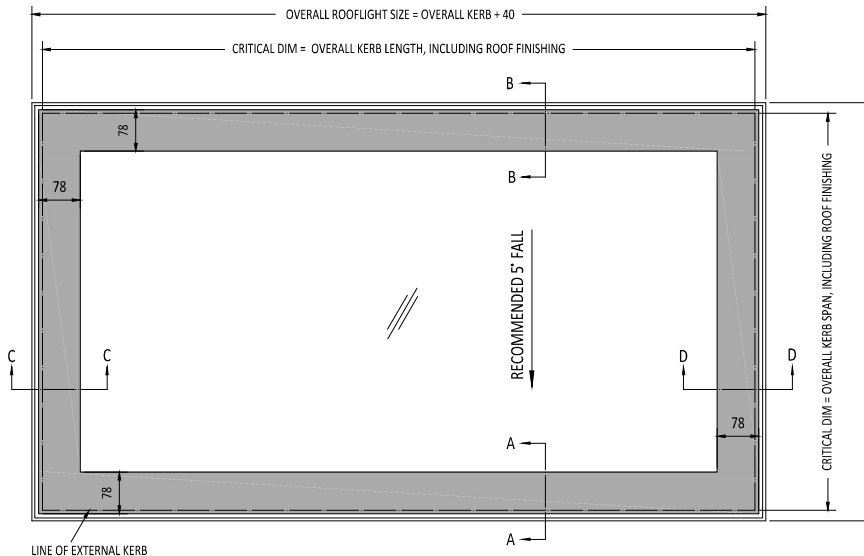 OVERALL ROOFLIGHT SIZE = OVERALL KERB + 40
CRITICAL DIM = OVERALL KERB LENGTH, INCLUDING ROOF FINISHING
B
78
B
78
RECOMMENDED 5° FALL
CRITICAL DIM = OVERALL KERB SPAN, INCLUDING ROOF FINISHING
C
C
D
D
78
A
78
A
LINE OF EXTERNAL KERB